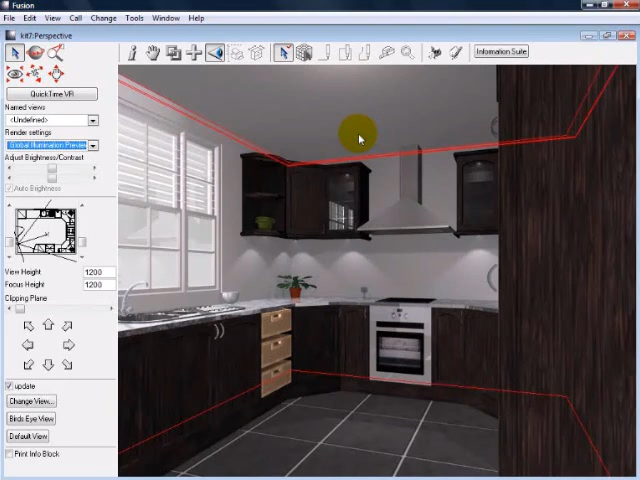 Fusion
File Edit View Call Change Tools Window Help
kit7:Perspective
Information Suite
QuickTime VR
Named views
<Undefined>
Render settings
Global Illumination Preview
Adjust Brightness/Contrast
Auto Brightness
View Height 1200
Focus Height 1200
Clipping Plane
update
Change View...
Birds Eye View
Default View
Print Info Block